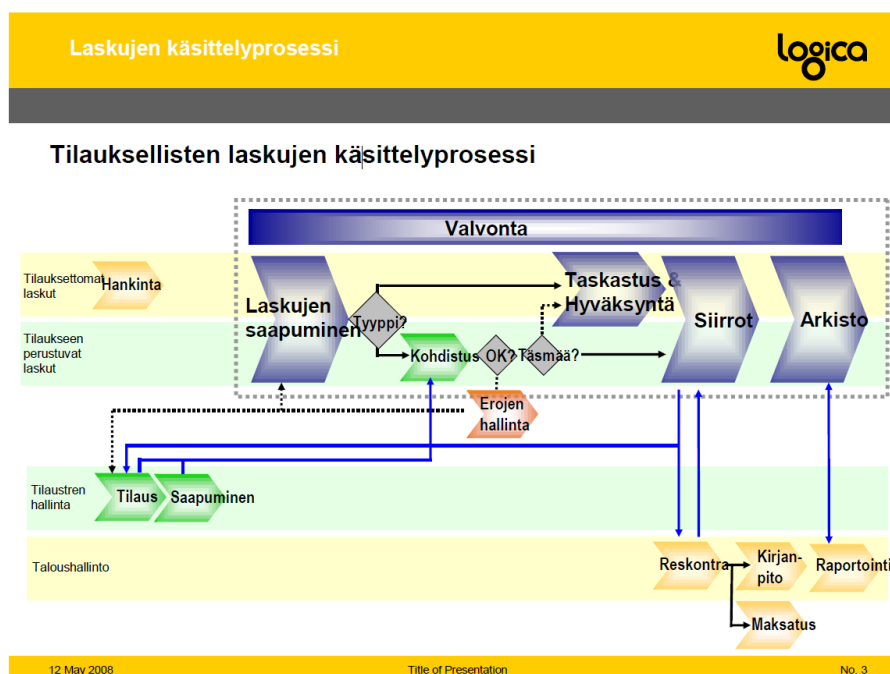 Laskujen käsittelyprosessi
logica
Tilauksellisten laskujen käsittelyprosessi
Valvonta
Tilauksettomat
laskut
Hankinta
Laskujen
saapuminen
Tyyppi?
Taskastus &
Hyväksyntä
Siirrot
Arkisto
Tilaukseen
perustuvat
laskut
Kohdistus
OK?
Täsmää?
Erojen
hallinta
Tilaustren
hallinta
Tilaus
Saapuminen
Taloushallinto
Reskontra
Kirjan-
pito
Raportointi
Maksatus
12 May 2008
Title of Presentation
No. 3